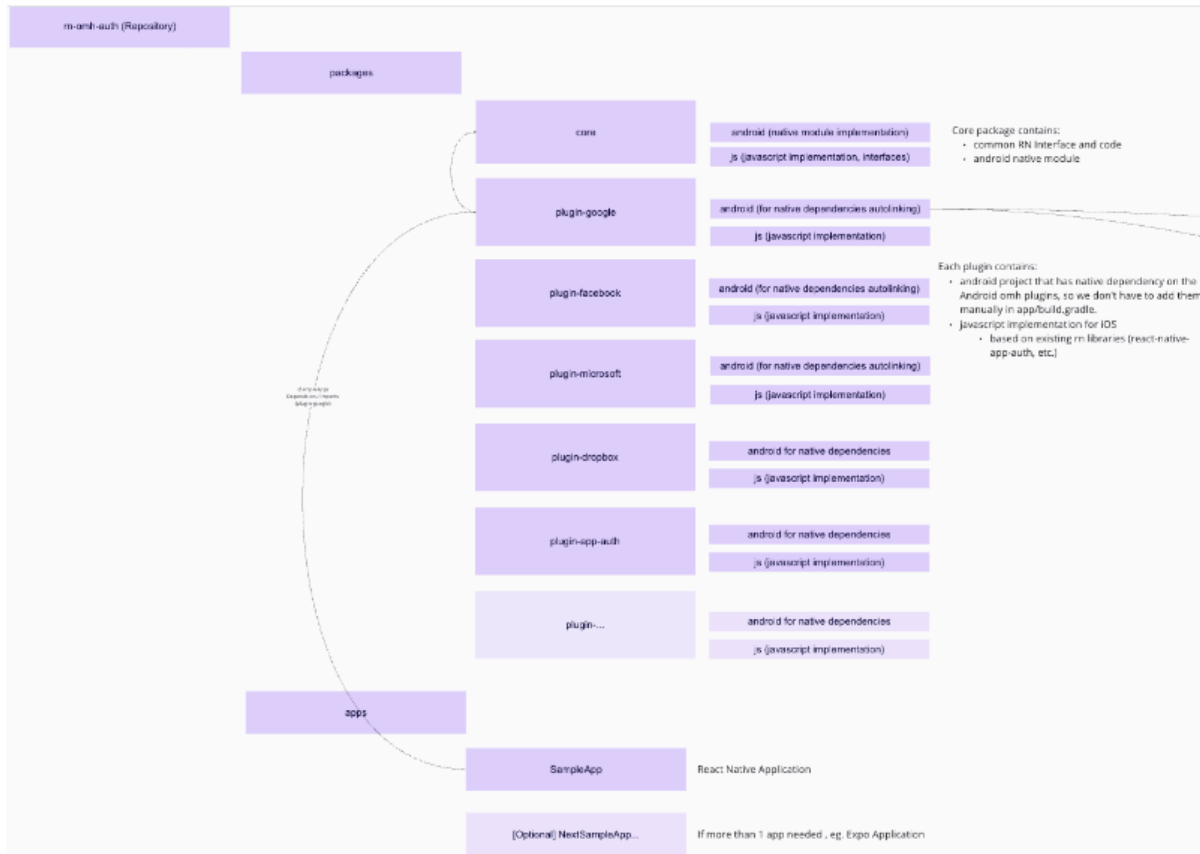 rn-omh-auth (Repository)
packages
core
android (native module implementation)
js (javascript implementation, interfaces)
Core package contains:
• common RN Interface and code
• android native module
plugin-google
android (for native dependencies autolinking)
js (javascript implementation)
Each plugin contains:
• android project that has native dependency on the
Android omh plugins, so we don't have to add them
manually in app/build.gradle.
• javascript implementation for iOS
• based on existing rn libraries (react-native-
app-auth, etc.)
plugin-facebook
android (for native dependencies autolinking)
js (javascript implementation)
plugin-microsoft
android (for native dependencies autolinking)
js (javascript implementation)
plugin-dropbox
android for native dependencies
js (javascript implementation)
plugin-app-auth
android for native dependencies
js (javascript implementation)
plugin-...
android for native dependencies
js (javascript implementation)
apps
SampleApp
React Native Application
[Optional] NextSampleApp...
If more than 1 app needed , eg. Expo Application